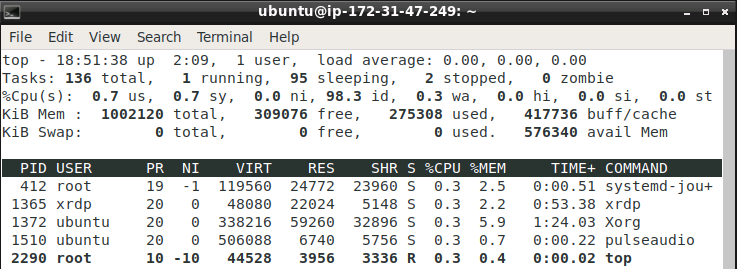 ubuntu@ip-172-31-47-249: ~
File Edit View Search Terminal Help
top - 18:51:38 up  2:09,  1 user,  load average: 0.00, 0.00, 0.00
Tasks: 136 total,   1 running,  95 sleeping,   2 stopped,   0 zombie
%Cpu(s):  0.7 us,  0.7 sy,  0.0 ni, 98.3 id,  0.3 wa,  0.0 hi,  0.0 si,  0.0 st
KiB Mem :  1002120 total,   309076 free,   275308 used,   417736 buff/cache
KiB Swap:        0 total,        0 free,        0 used.   576340 avail Mem
PID USER      PR  NI    VIRT    RES    SHR S %CPU %MEM     TIME+ COMMAND
412 root      19  -1  119560  24772  23960 S  0.3  2.5   0:00.51 systemd-jou+
1365 xrdp      20   0   48080  22024   5148 S  0.3  2.2   0:53.38 xrdp
1372 ubuntu    20   0  338216  59260  32896 S  0.3  5.9   1:24.03 Xorg
1510 ubuntu    20   0  506088   6740   5756 S  0.3  0.7   0:00.22 pulseaudio
2290 root      10 -10   44528   3956   3336 R  0.3  0.4   0:00.02 top